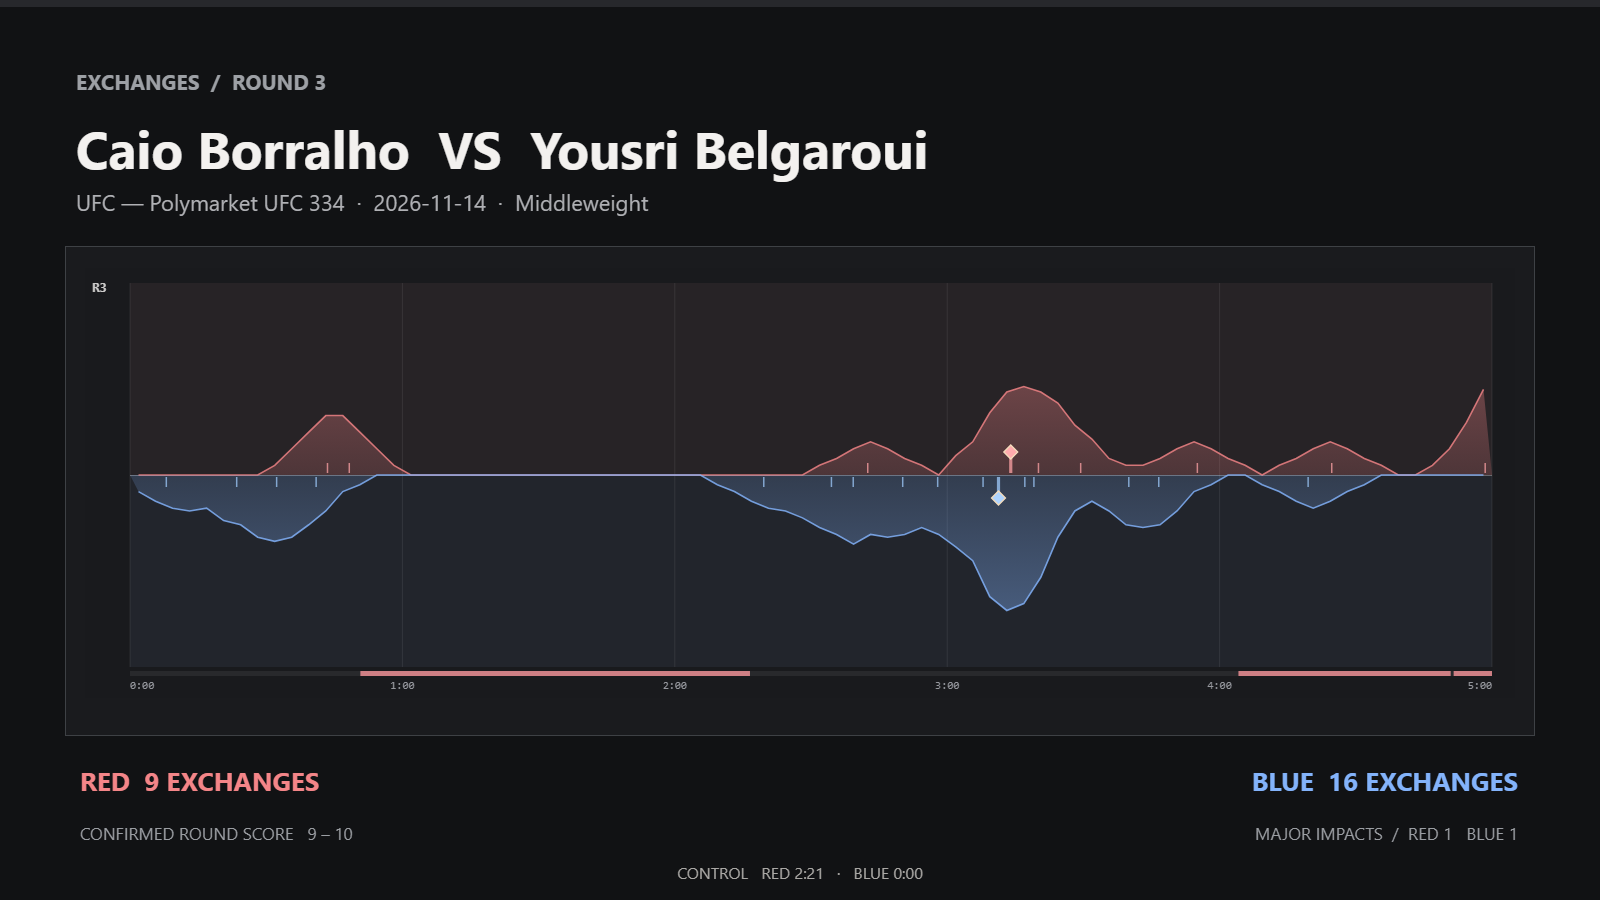 EXCHANGES / ROUND 3
Caio Borralho VS Yousri Belgaroui
UFC — Polymarket UFC 334 · 2026-11-14 · Middleweight
R3
0:00 1:00 2:00 3:00 4:00 5:00
RED 9 EXCHANGES
BLUE 16 EXCHANGES
CONFIRMED ROUND SCORE 9 – 10
MAJOR IMPACTS / RED 1 BLUE 1
CONTROL RED 2:21 · BLUE 0:00